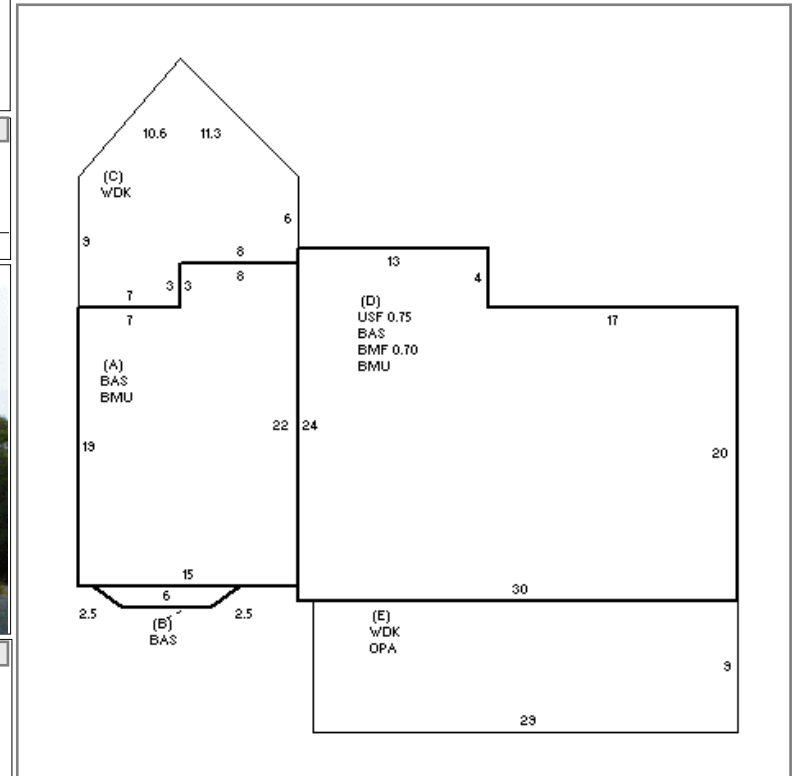 10.6 11.3
(C)
WDK
6
9
8
13
3 3
8
4
7
7
17
(D)
USF 0.75
BAS
BMF 0.70
BMU
(A)
BAS
BMU
22 24
19
20
15
30
6
2.5 2.5
(B)
BAS
(E)
WDK
OPA
9
29